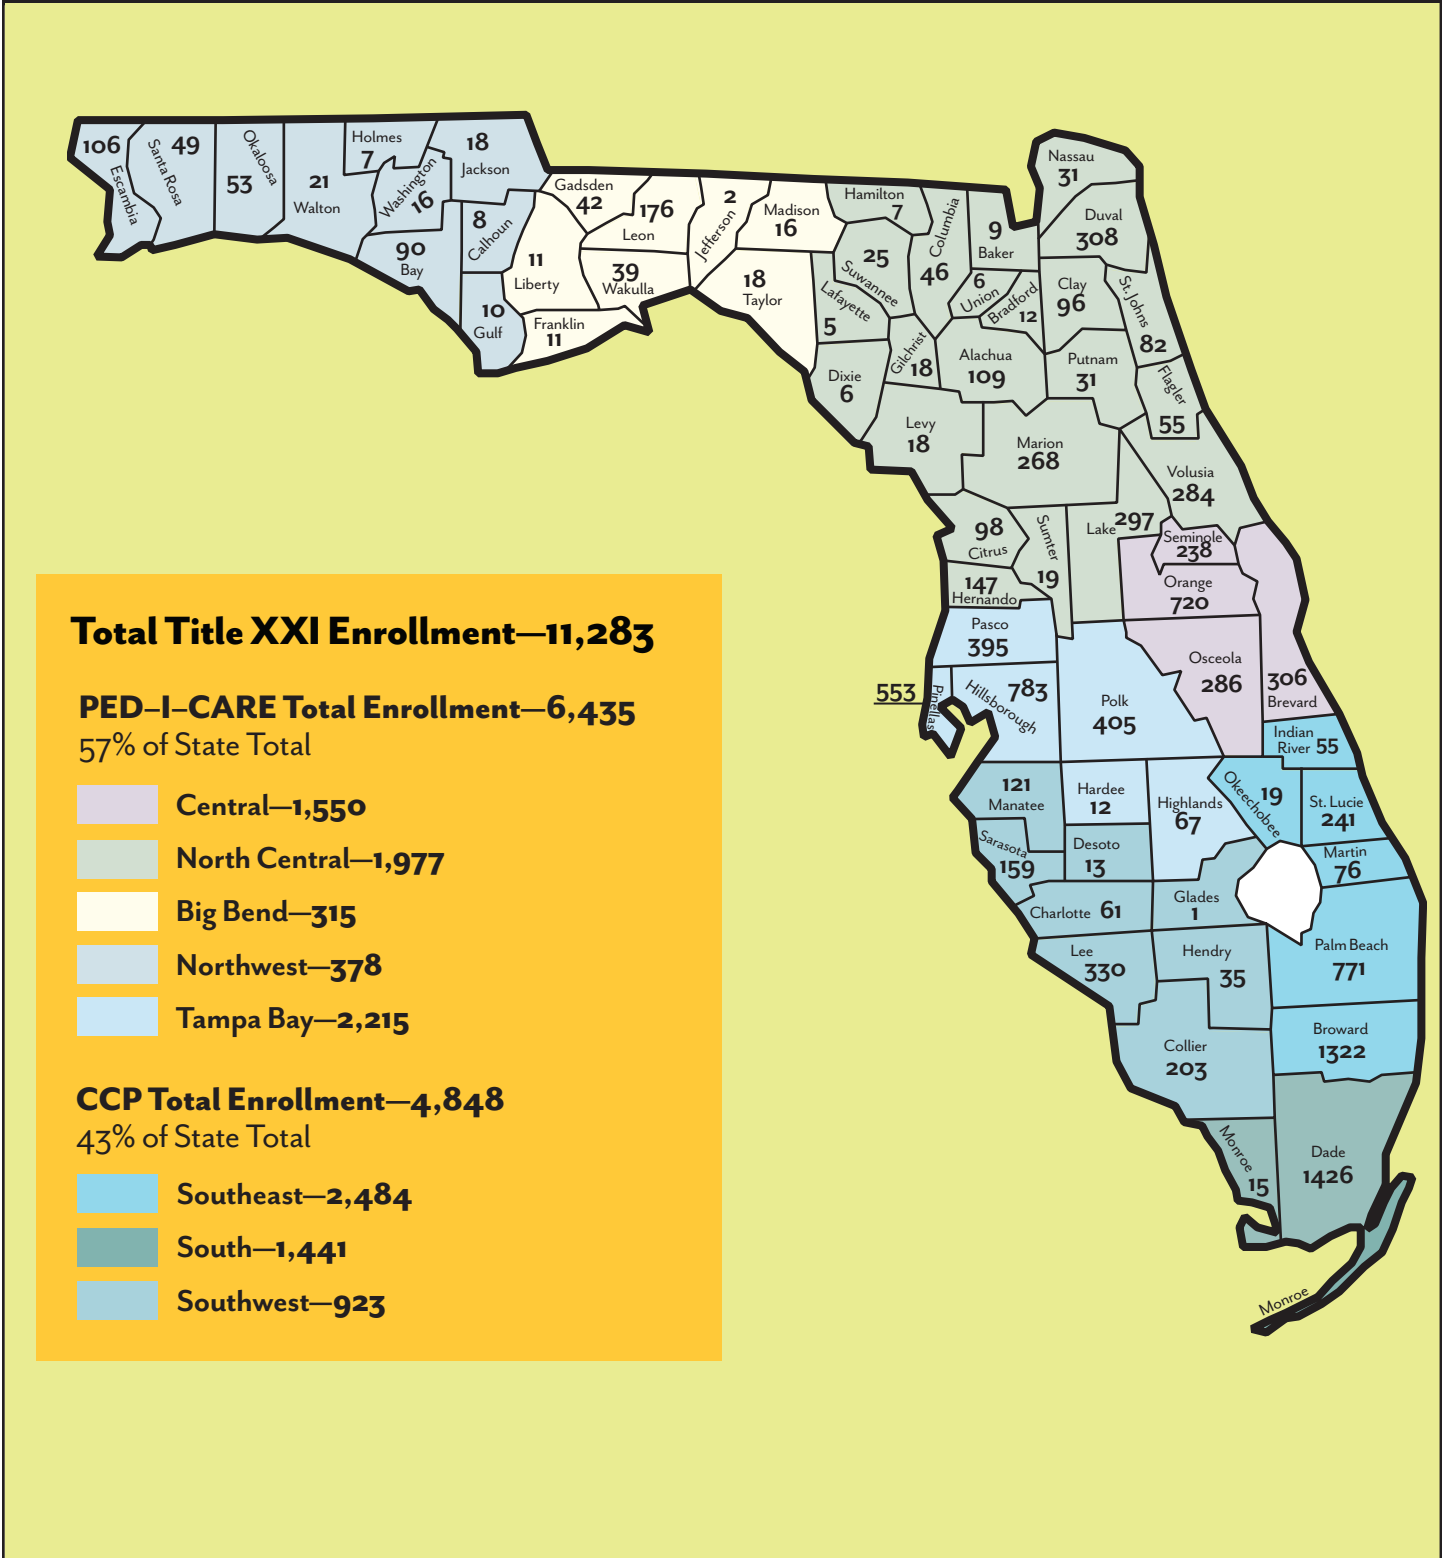 106
Escambia
49
Santa Rosa
Okaloosa
53
21
Walton
Holmes
7
Washington
16
18
Jackson
90
Bay
8
Calhoun
10
Gulf
Gadsden
42
11
Liberty
Franklin
11
176
Leon
39
Wakulla
2
Jefferson
Madison
16
18
Taylor
Hamilton
7
25
Suwannee
Lafayette
5
Columbia
46
9
Baker
6
Union
Bradford
12
Nassau
31
Duval
308
Clay
96
St. Johns
82
Dixie
6
Gilchrist
18
Alachua
109
Putnam
31
Flagler
55
Levy
18
Marion
268
Volusia
284
98
Citrus
Sumter
19
Lake 297
Seminole
238
147
Hernando
Orange
720
Pasco
395
Osceola
286
306
Brevard
553
Pinellas
783
Hillsborough
Polk
405
Indian
River 55
121
Manatee
Hardee
12
Highlands
67
Okeechobee
19
St. Lucie
241
Sarasota
159
Desoto
13
Martin
76
Charlotte 61
Glades
1
Lee
330
Hendry
35
Palm Beach
771
Collier
203
Broward
1322
Monroe
15
Dade
1426
Monroe
Total Title XXI Enrollment—11,283
PED–I–CARE Total Enrollment—6,435
57% of State Total
Central—1,550
North Central—1,977
Big Bend—315
Northwest—378
Tampa Bay—2,215
CCP Total Enrollment—4,848
43% of State Total
Southeast—2,484
South—1,441
Southwest—923